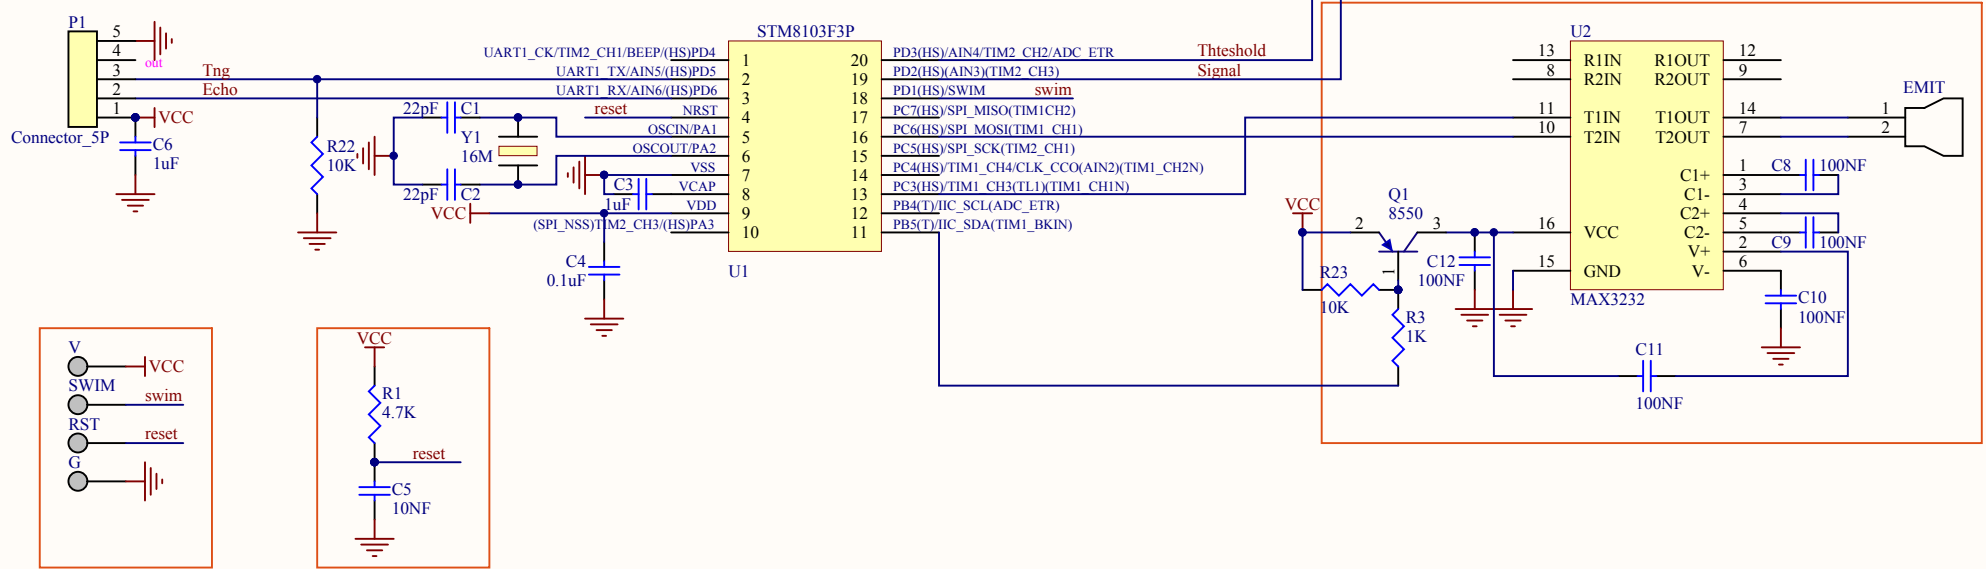 P1
5
4
out
3
Tng
2
Echo
1
VCC
Connector_5P
C6
1uF
R22
10K
22pF
C1
Y1
16M
22pF
C2
reset
VCC
C3
1uF
C4
0.1uF
STM8103F3P
UART1_CK/TIM2_CH1/BEEP/(HS)PD4
1
UART1_TX/AIN5/(HS)PD5
2
UART1_RX/AIN6/(HS)PD6
3
NRST
4
OSCIN/PA1
5
OSCOUT/PA2
6
VSS
7
VCAP
8
VDD
9
(SPI_NSS)TIM2_CH3/(HS)PA3
10
20
PD3(HS)/AIN4/TIM2_CH2/ADC_ETR
Thteshold
19
PD2(HS)(AIN3)(TIM2_CH3)
Signal
18
PD1(HS)/SWIM
swim
17
PC7(HS)/SPI_MISO(TIM1CH2)
16
PC6(HS)/SPI_MOSI(TIM1_CH1)
15
PC5(HS)/SPI_SCK(TIM2_CH1)
14
PC4(HS)/TIM1_CH4/CLK_CCO(AIN2)(TIM1_CH2N)
13
PC3(HS)/TIM1_CH3(TL1)(TIM1_CH1N)
12
PB4(T)/IIC_SCL(ADC_ETR)
11
PB5(T)/IIC_SDA(TIM1_BKIN)
U1
VCC
Q1
8550
2
3
1
R23
10K
R3
1K
C12
100NF
U2
13
R1IN
8
R2IN
11
T1IN
10
T2IN
16
VCC
15
GND
R1OUT
12
R2OUT
9
T1OUT
14
T2OUT
7
C1+
1
C1-
3
C2+
4
C2-
5
V+
2
V-
6
MAX3232
EMIT
1
2
C8
100NF
C9
100NF
C10
100NF
C11
100NF
V
VCC
SWIM
swim
RST
reset
G
VCC
R1
4.7K
reset
C5
10NF